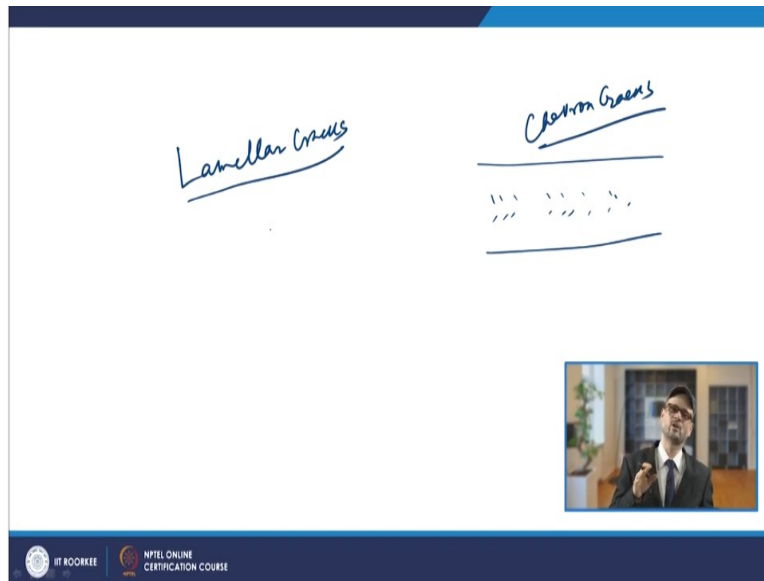 Lamellar Cracks
Chevron Cracks
IIT ROORKEE
NPTEL ONLINE
CERTIFICATION COURSE